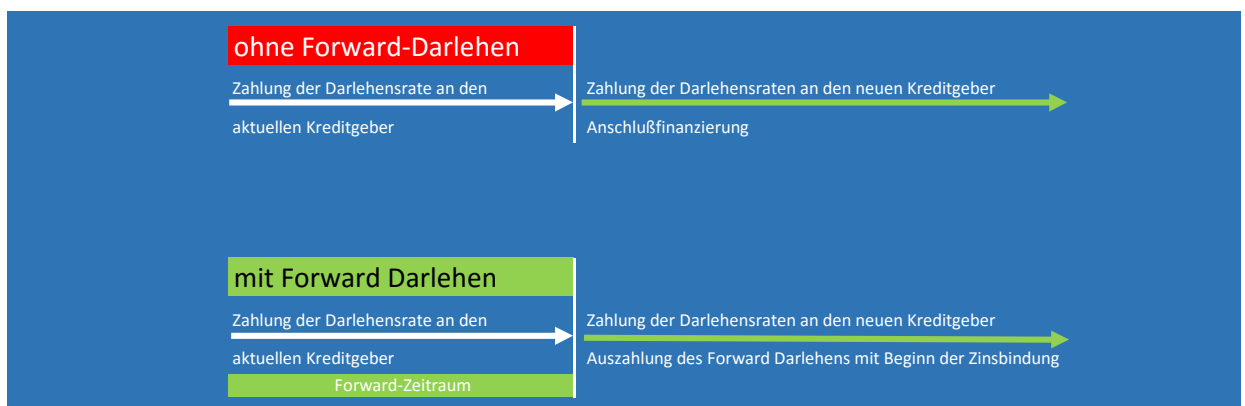 ohne Forward-Darlehen
Zahlung der Darlehensrate an den
aktuellen Kreditgeber
Zahlung der Darlehensraten an den neuen Kreditgeber
Anschlußfinanzierung
mit Forward Darlehen
Zahlung der Darlehensrate an den
aktuellen Kreditgeber
Forward-Zeitraum
Zahlung der Darlehensraten an den neuen Kreditgeber
Auszahlung des Forward Darlehens mit Beginn der Zinsbindung